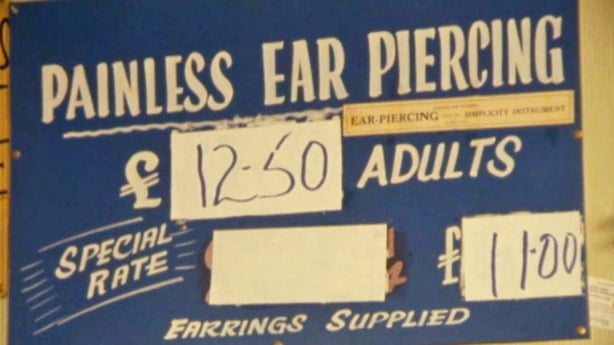 PAINLESS EAR PIERCING
EAR-PIERCING SIMPLICITY INSTRUMENT
£ 12-50 ADULTS
SPECIAL RATE £ 11.00
EARRINGS SUPPLIED